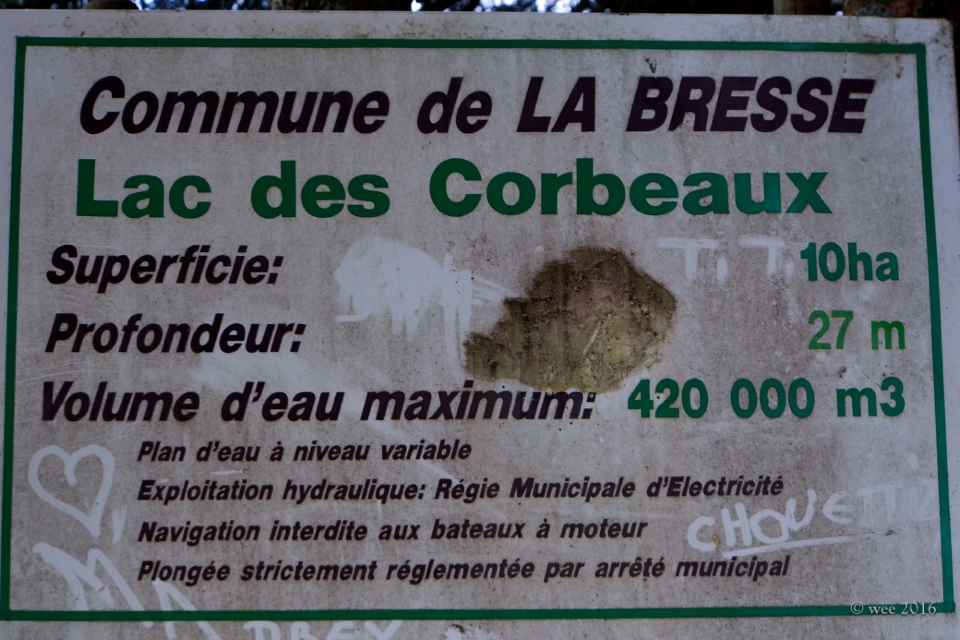 Commune de LA BRESSE
Lac des Corbeaux
Superficie: TiTi 10ha
Profondeur: 27 m
Volume d'eau maximum: 420 000 m3
Plan d'eau à niveau variable
Exploitation hydraulique: Régie Municipale d'Electricité
Navigation interdite aux bateaux à moteur
CHOUETTE
Plongée strictement réglementée par arrêté municipal
© wee 2016